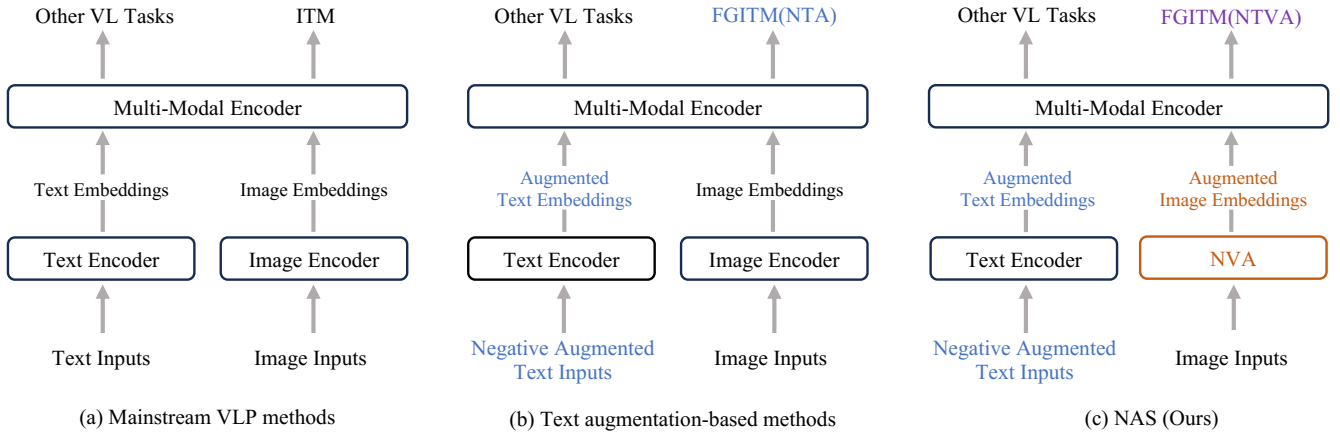 Other VL Tasks
ITM
Multi-Modal Encoder
Text Embeddings
Image Embeddings
Text Encoder
Image Encoder
Text Inputs
Image Inputs
(a) Mainstream VLP methods
Other VL Tasks
FGITM(NTA)
Multi-Modal Encoder
Augmented
Text Embeddings
Image Embeddings
Text Encoder
Image Encoder
Negative Augmented
Text Inputs
Image Inputs
(b) Text augmentation-based methods
Other VL Tasks
FGITM(NTVA)
Multi-Modal Encoder
Augmented
Text Embeddings
Augmented
Image Embeddings
Text Encoder
NVA
Negative Augmented
Text Inputs
Image Inputs
(c) NAS (Ours)